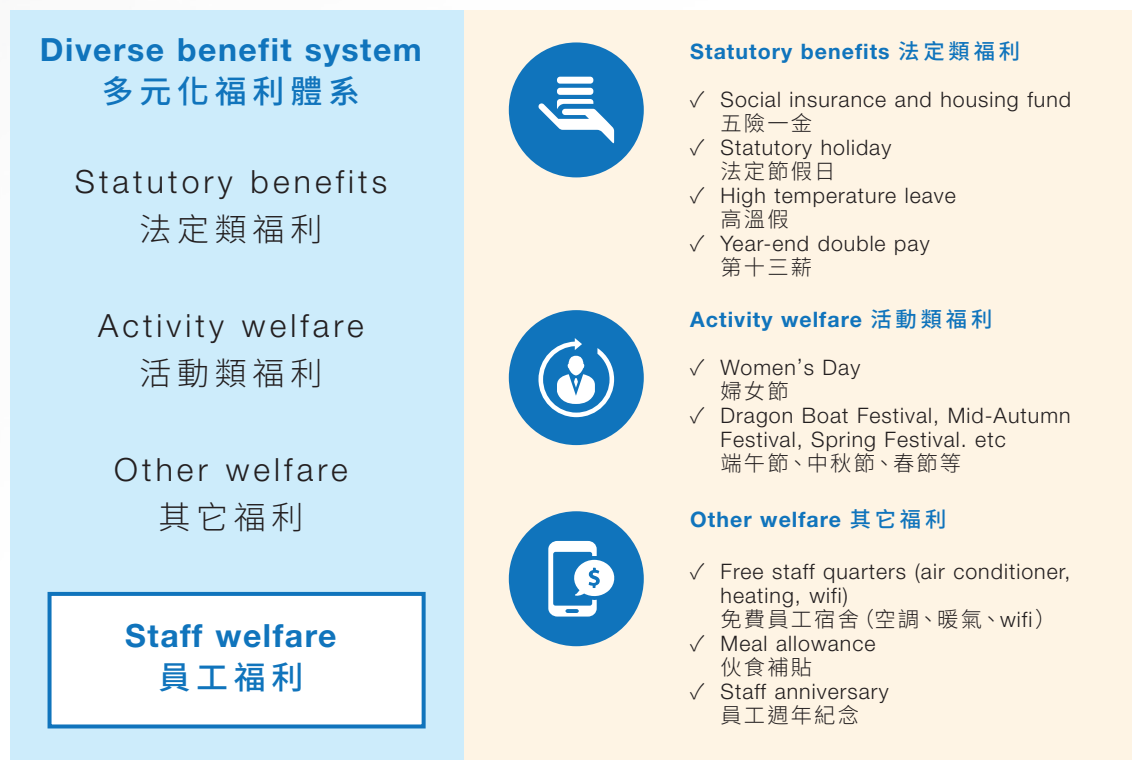 Diverse benefit system
多元化福利體系
Statutory benefits
法定類福利
Activity welfare
活動類福利
Other welfare
其它福利
Staff welfare
員工福利
Statutory benefits 法定類福利
✓ Social insurance and housing fund
五險一金
✓ Statutory holiday
法定節假日
✓ High temperature leave
高溫假
✓ Year-end double pay
第十三薪
Activity welfare 活動類福利
✓ Women’s Day
婦女節
✓ Dragon Boat Festival, Mid-Autumn
Festival, Spring Festival. etc
端午節、中秋節、春節等
Other welfare 其它福利
✓ Free staff quarters (air conditioner,
heating, wifi)
免費員工宿舍（空調、暖氣、wifi）
✓ Meal allowance
伙食補貼
✓ Staff anniversary
員工週年紀念
$